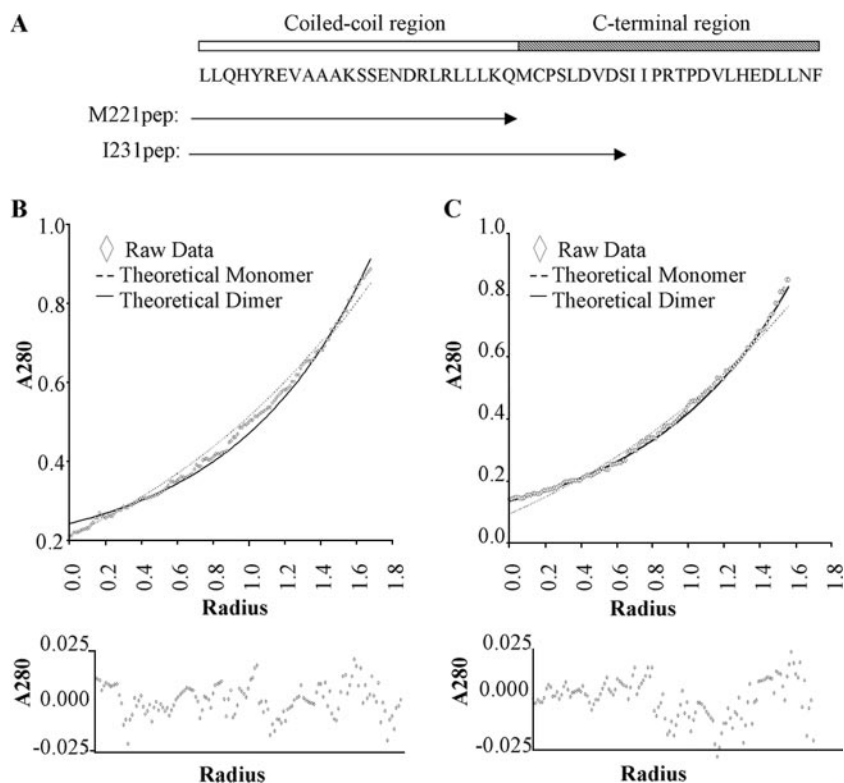 A
Coiled-coil region C-terminal region
LLQHYREVAAAKSSENDRLRLLLKQMCPSLDVDSI I PRTPDVLHEDLLNF
M221pep:
I231pep:
B
1.0
0.8
0.6
0.4
0.2
A280
Raw Data
Theoretical Monomer
Theoretical Dimer
0.0 0.2 0.4 0.6 0.8 1.0 1.2 1.4 1.6 1.8
Radius
C
1.0
0.8
0.6
0.4
0.2
0.0
A280
Raw Data
Theoretical Monomer
Theoretical Dimer
0.0 0.2 0.4 0.6 0.8 1.0 1.2 1.4 1.6 1.8
Radius
0.025
0.000
-0.025
A280
Radius
0.025
0.000
-0.025
A280
Radius